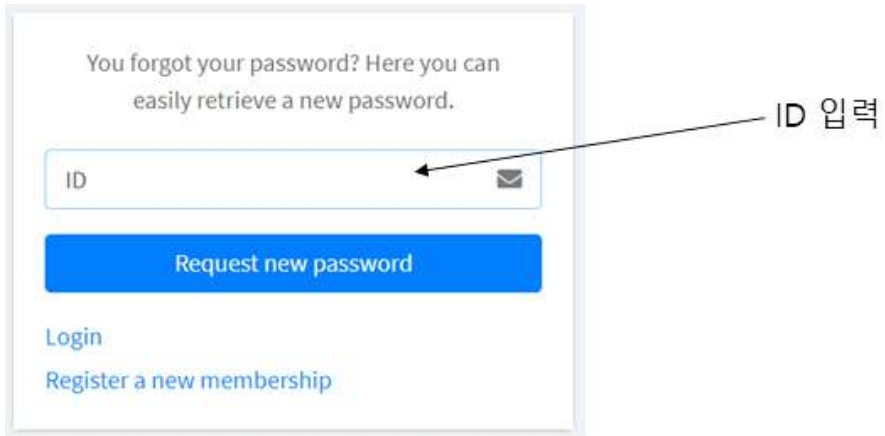 You forgot your password? Here you can
easily retrieve a new password.
ID 입력
ID
Request new password
Login
Register a new membership